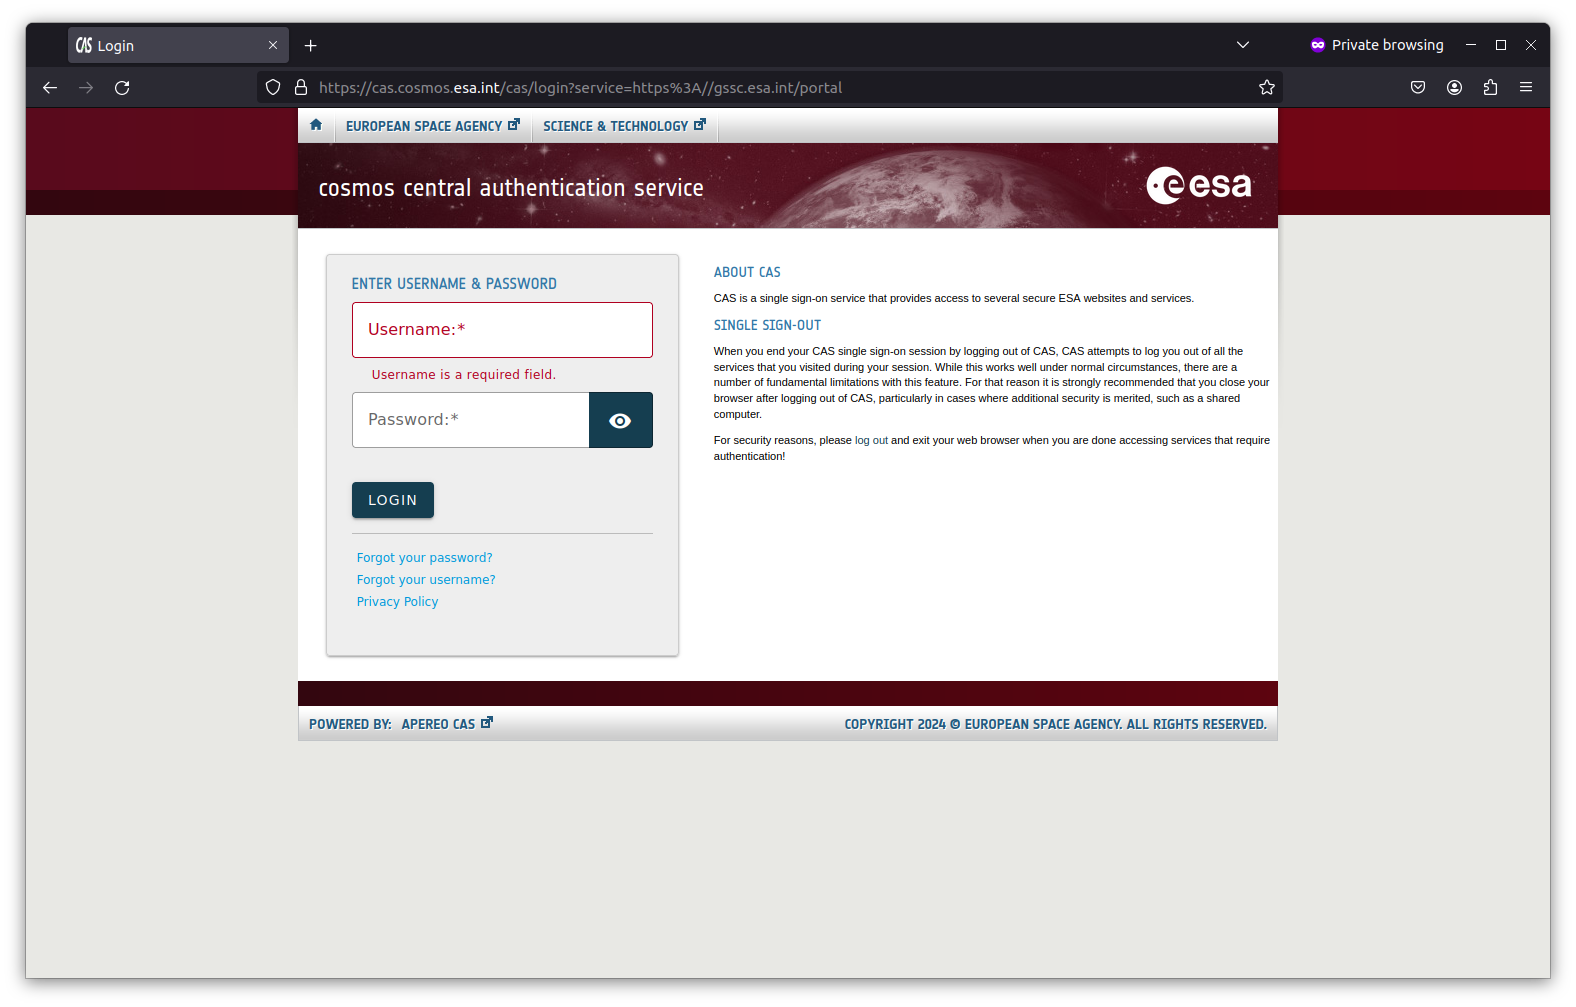 CAS Login
Private browsing
https://cas.cosmos.esa.int/cas/login?service=https%3A//gssc.esa.int/portal
EUROPEAN SPACE AGENCY
SCIENCE & TECHNOLOGY
cosmos central authentication service
esa
ENTER USERNAME & PASSWORD
Username:*
Username is a required field.
Password:*
LOGIN
Forgot your password?
Forgot your username?
Privacy Policy
ABOUT CAS
CAS is a single sign-on service that provides access to several secure ESA websites and services.
SINGLE SIGN-OUT
When you end your CAS single sign-on session by logging out of CAS, CAS attempts to log you out of all the
services that you visited during your session. While this works well under normal circumstances, there are a
number of fundamental limitations with this feature. For that reason it is strongly recommended that you close your
browser after logging out of CAS, particularly in cases where additional security is merited, such as a shared
computer.
For security reasons, please log out and exit your web browser when you are done accessing services that require
authentication!
POWERED BY: APEREO CAS
COPYRIGHT 2024 © EUROPEAN SPACE AGENCY. ALL RIGHTS RESERVED.